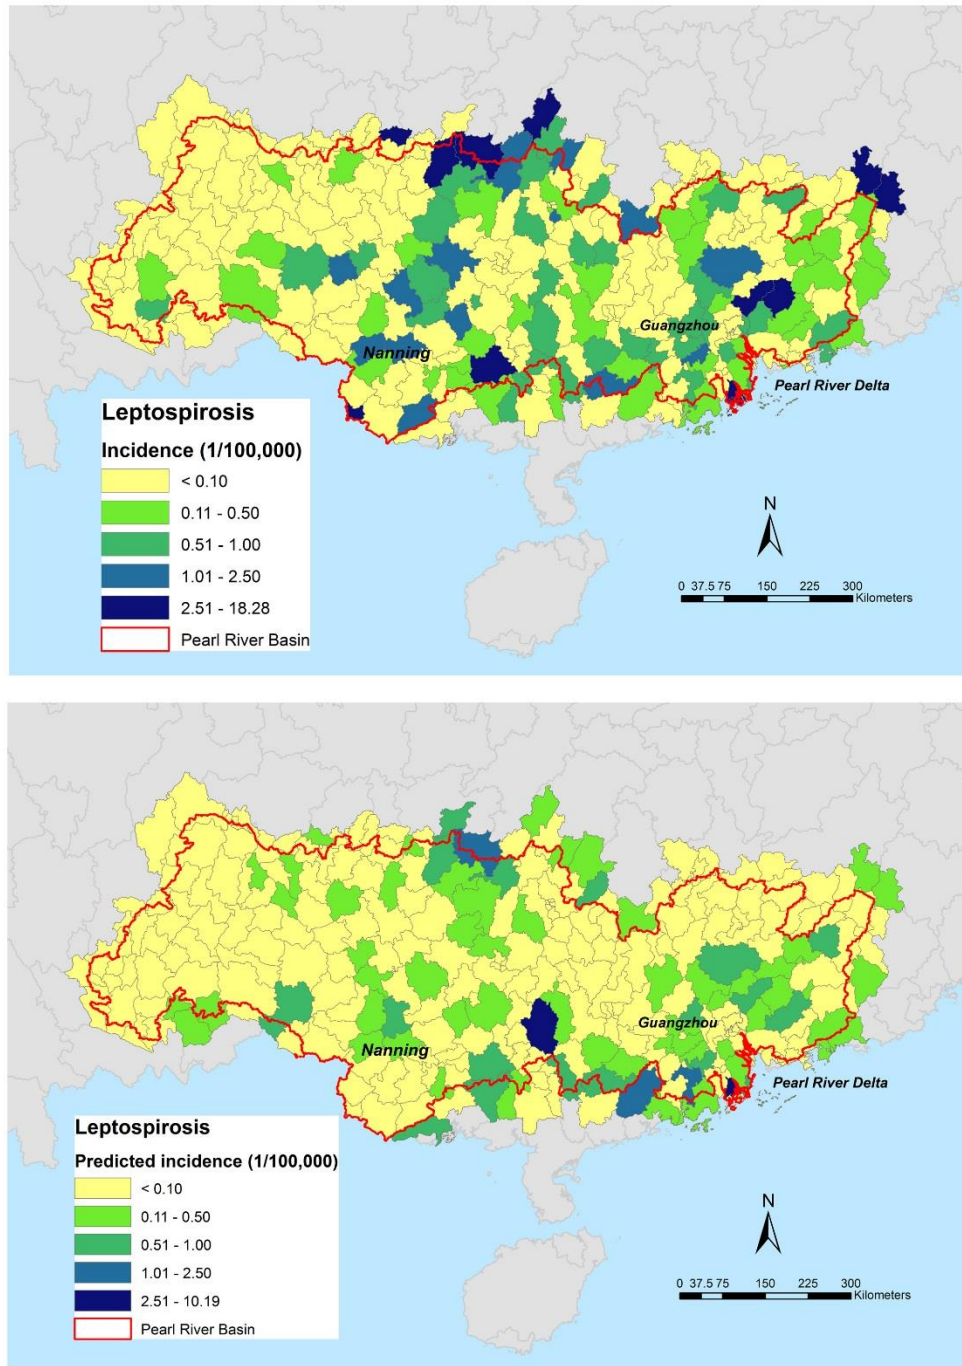 Guangzhou
Nanning
Pearl River Delta
Leptospirosis
Incidence (1/100,000)
< 0.10
0.11 - 0.50
0.51 - 1.00
1.01 - 2.50
2.51 - 18.28
Pearl River Basin
N
0 37.5 75 150 225 300
Kilometers
Guangzhou
Nanning
Pearl River Delta
Leptospirosis
Predicted incidence (1/100,000)
< 0.10
0.11 - 0.50
0.51 - 1.00
1.01 - 2.50
2.51 - 10.19
Pearl River Basin
N
0 37.5 75 150 225 300
Kilometers